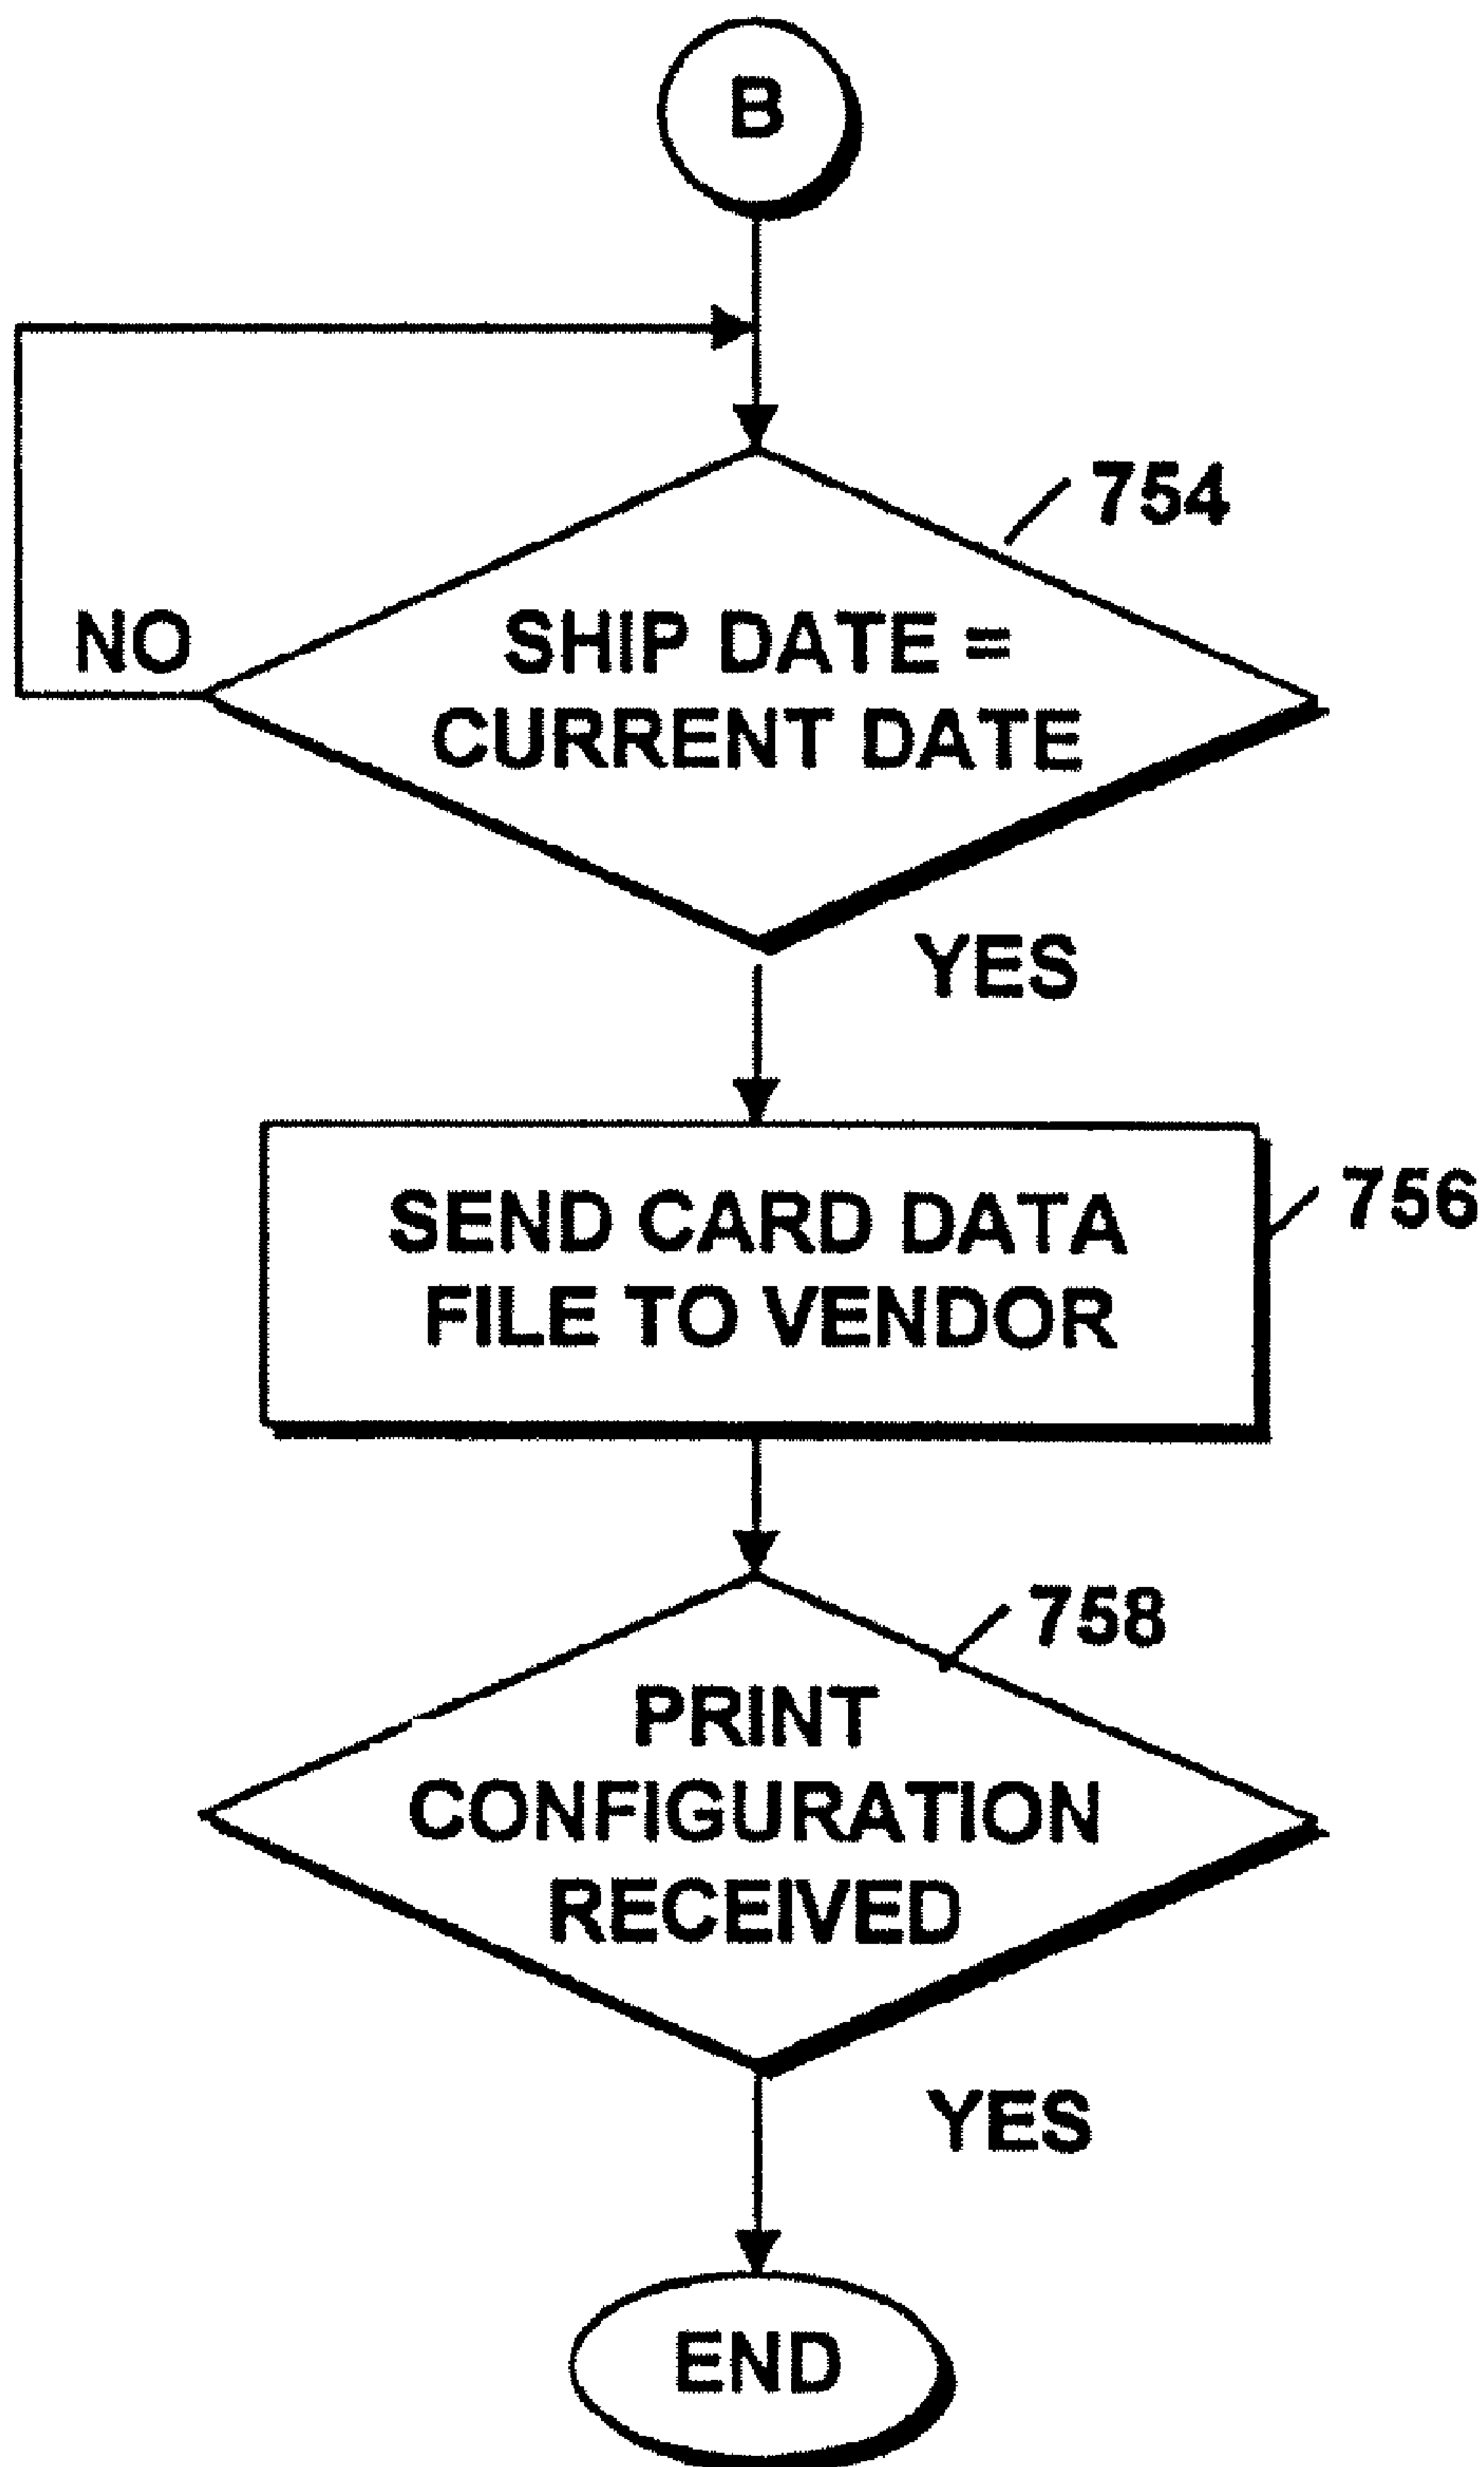 B
754
NO
SHIP DATE =
CURRENT DATE
YES
SEND CARD DATA
FILE TO VENDOR
756
758
PRINT
CONFIGURATION
RECEIVED
YES
END